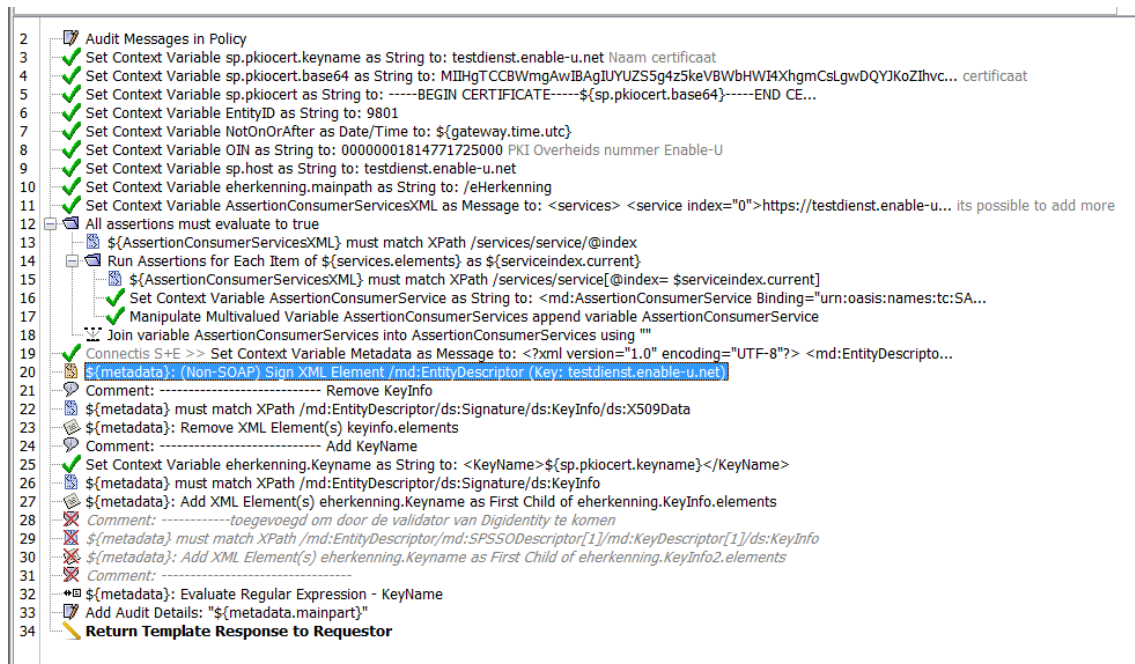 2 Audit Messages in Policy
3 Set Context Variable sp.pkiocert.keyname as String to: testdienst.enable-u.net Naam certificaat
4 Set Context Variable sp.pkiocert.base64 as String to: MIIHgTCCBWmgAwIBAgIUYUZS5g4z5keVBWbHWI4XhgmCsLgwDQYJKoZIhvc... certificaat
5 Set Context Variable sp.pkiocert as String to: -----BEGIN CERTIFICATE-----${sp.pkiocert.base64}-----END CE...
6 Set Context Variable EntityID as String to: 9801
7 Set Context Variable NotOnOrAfter as Date/Time to: ${gateway.time.utc}
8 Set Context Variable OIN as String to: 00000001814771725000 PKI Overheids nummer Enable-U
9 Set Context Variable sp.host as String to: testdienst.enable-u.net
10 Set Context Variable eherkenning.mainpath as String to: /eHerkenning
11 Set Context Variable AssertionConsumerServicesXML as Message to: <services> <service index="0">https://testdienst.enable-u... its possible to add more
12 All assertions must evaluate to true
13 ${AssertionConsumerServicesXML} must match XPath /services/service/@index
14 Run Assertions for Each Item of ${services.elements} as ${serviceindex.current}
15 ${AssertionConsumerServicesXML} must match XPath /services/service[@index= $serviceindex.current]
16 Set Context Variable AssertionConsumerService as String to: <md:AssertionConsumerService Binding="urn:oasis:names:tc:SA...
17 Manipulate Multivalued Variable AssertionConsumerServices append variable AssertionConsumerService
18 Join variable AssertionConsumerServices into AssertionConsumerServices using ""
19 Connectis S+E >> Set Context Variable Metadata as Message to: <?xml version="1.0" encoding="UTF-8"?> <md:EntityDescripto...
20 ${metadata}: (Non-SOAP) Sign XML Element /md:EntityDescriptor (Key: testdienst.enable-u.net)
21 Comment: ---------------------------- Remove KeyInfo
22 ${metadata} must match XPath /md:EntityDescriptor/ds:Signature/ds:KeyInfo/ds:X509Data
23 ${metadata}: Remove XML Element(s) keyinfo.elements
24 Comment: ---------------------------- Add KeyName
25 Set Context Variable eherkenning.Keyname as String to: <KeyName>${sp.pkiocert.keyname}</KeyName>
26 ${metadata} must match XPath /md:EntityDescriptor/ds:Signature/ds:KeyInfo
27 ${metadata}: Add XML Element(s) eherkenning.Keyname as First Child of eherkenning.KeyInfo.elements
28 Comment: ------------toegevoegd om door de validator van Digidentity te komen
29 ${metadata} must match XPath /md:EntityDescriptor/md:SPSSODescriptor[1]/md:KeyDescriptor[1]/ds:KeyInfo
30 ${metadata}: Add XML Element(s) eherkenning.Keyname as First Child of eherkenning.KeyInfo2.elements
31 Comment: ---------------------------------
32 ${metadata}: Evaluate Regular Expression - KeyName
33 Add Audit Details: "${metadata.mainpart}"
34 Return Template Response to Requestor